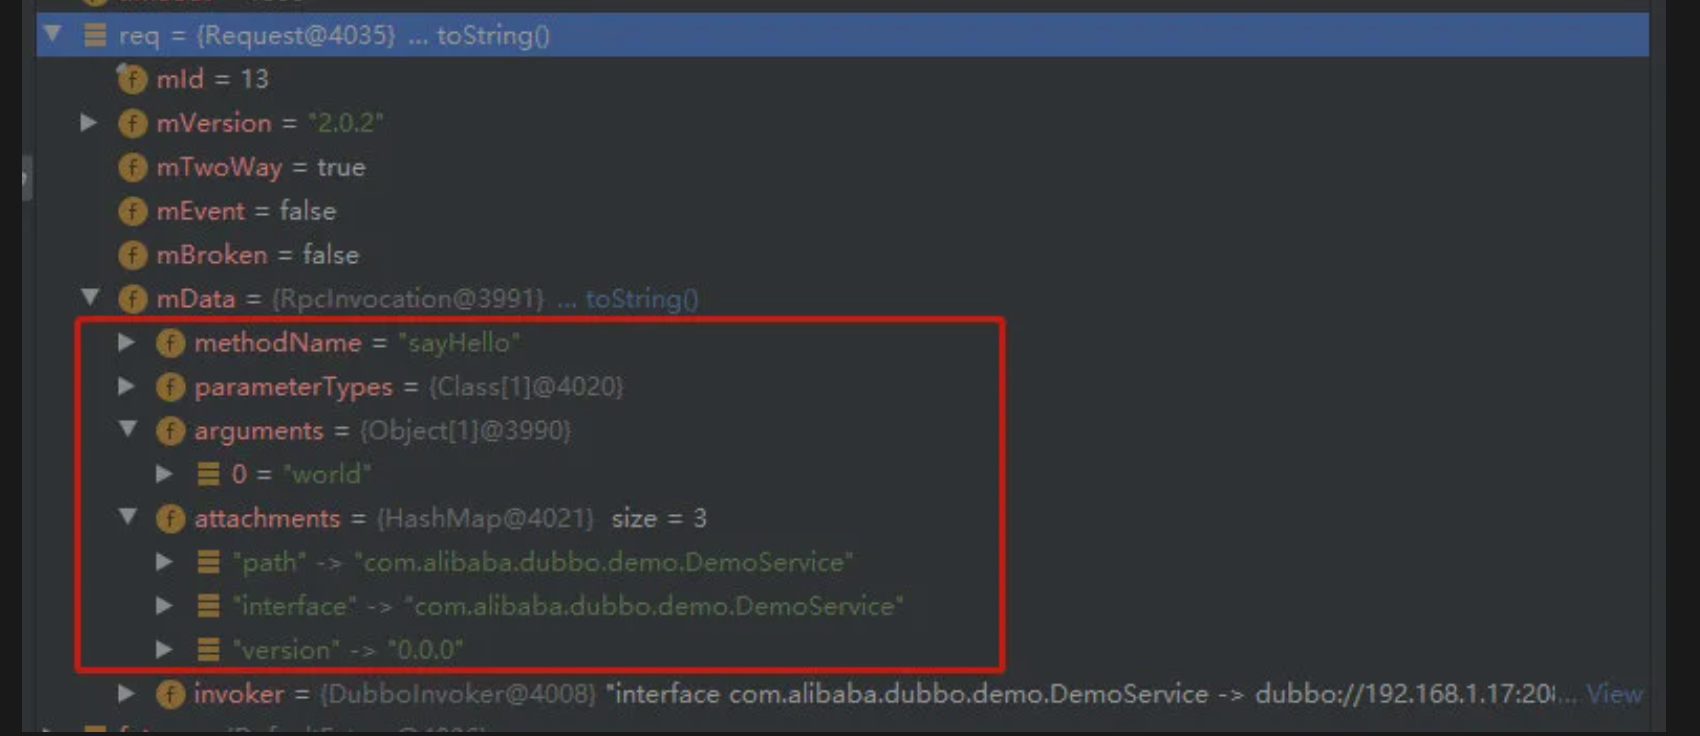 req = {Request@4035} ... toString()
mId = 13
mVersion = "2.0.2"
mTwoWay = true
mEvent = false
mBroken = false
mData = {RpcInvocation@3991} ... toString()
methodName = "sayHello"
parameterTypes = {Class[1]@4020}
arguments = {Object[1]@3990}
0 = "world"
attachments = {HashMap@4021} size = 3
"path" -> "com.alibaba.dubbo.demo.DemoService"
"interface" -> "com.alibaba.dubbo.demo.DemoService"
"version" -> "0.0.0"
invoker = {DubboInvoker@4008} "interface com.alibaba.dubbo.demo.DemoService -> dubbo://192.168.1.17:20... View